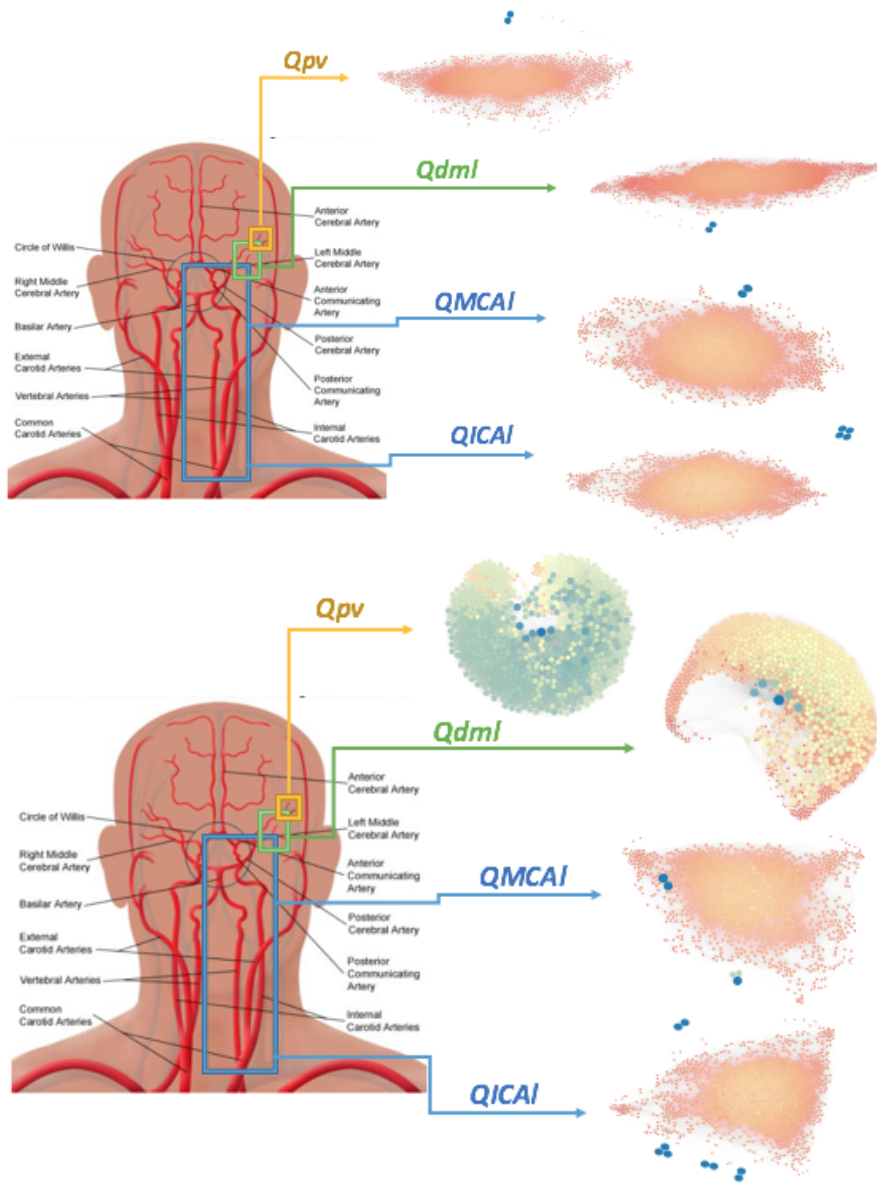 Qpv
Qdml
Anterior
Cerebral Artery
Circle of Willis
Left Middle
Cerebral Artery
Right Middle
Cerebral Artery
Anterior
Communicating
Artery
QMCAl
Basilar Artery
Posterior
Cerebral Artery
External
Carotid Arteries
Posterior
Communicating
Artery
Vertebral Arteries
Common
Carotid Arteries
Internal
Carotid Arteries
QICAl
Qpv
Qdml
Anterior
Cerebral Artery
Circle of Willis
Left Middle
Cerebral Artery
Right Middle
Cerebral Artery
Anterior
Communicating
Artery
QMCAl
Basilar Artery
Posterior
Cerebral Artery
External
Carotid Arteries
Posterior
Communicating
Artery
Vertebral Arteries
Common
Carotid Arteries
Internal
Carotid Arteries
QICAl